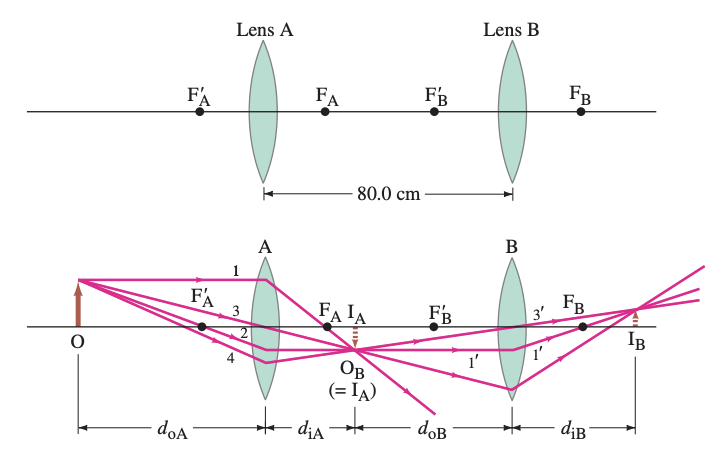 Lens A Lens B
F′A FA F′B FB
80.0 cm
A B
1
F′A 3 FA IA F′B 3′ FB
2
O 4 1′ 1′ IB
OB
(= IA)
doA diA doB diB